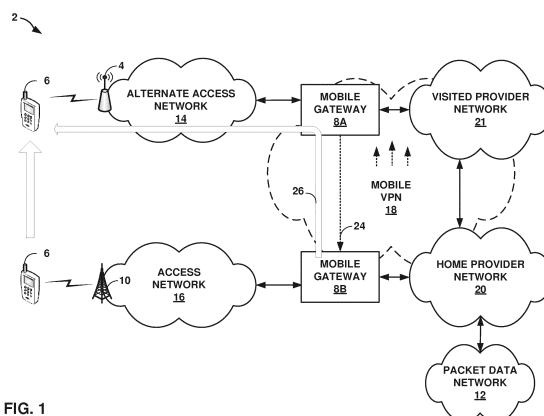 2
6
4
ALTERNATE ACCESS
NETWORK
14
MOBILE
GATEWAY
8A
VISITED PROVIDER
NETWORK
21
26
24
MOBILE
VPN
18
6
10
ACCESS
NETWORK
16
MOBILE
GATEWAY
8B
HOME PROVIDER
NETWORK
20
PACKET DATA
NETWORK
12
FIG. 1